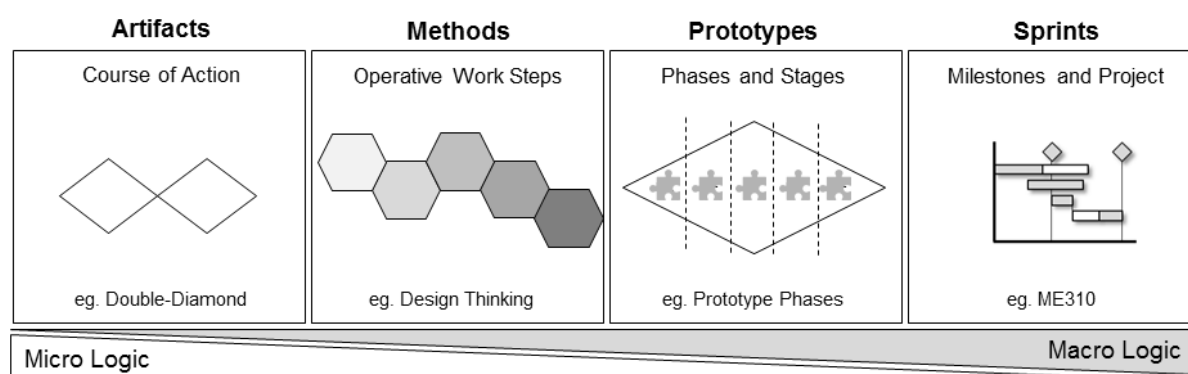 Artifacts
Methods
Prototypes
Sprints
Course of Action
Operative Work Steps
Phases and Stages
Milestones and Project
eg. Double-Diamond
eg. Design Thinking
eg. Prototype Phases
eg. ME310
Micro Logic
Macro Logic